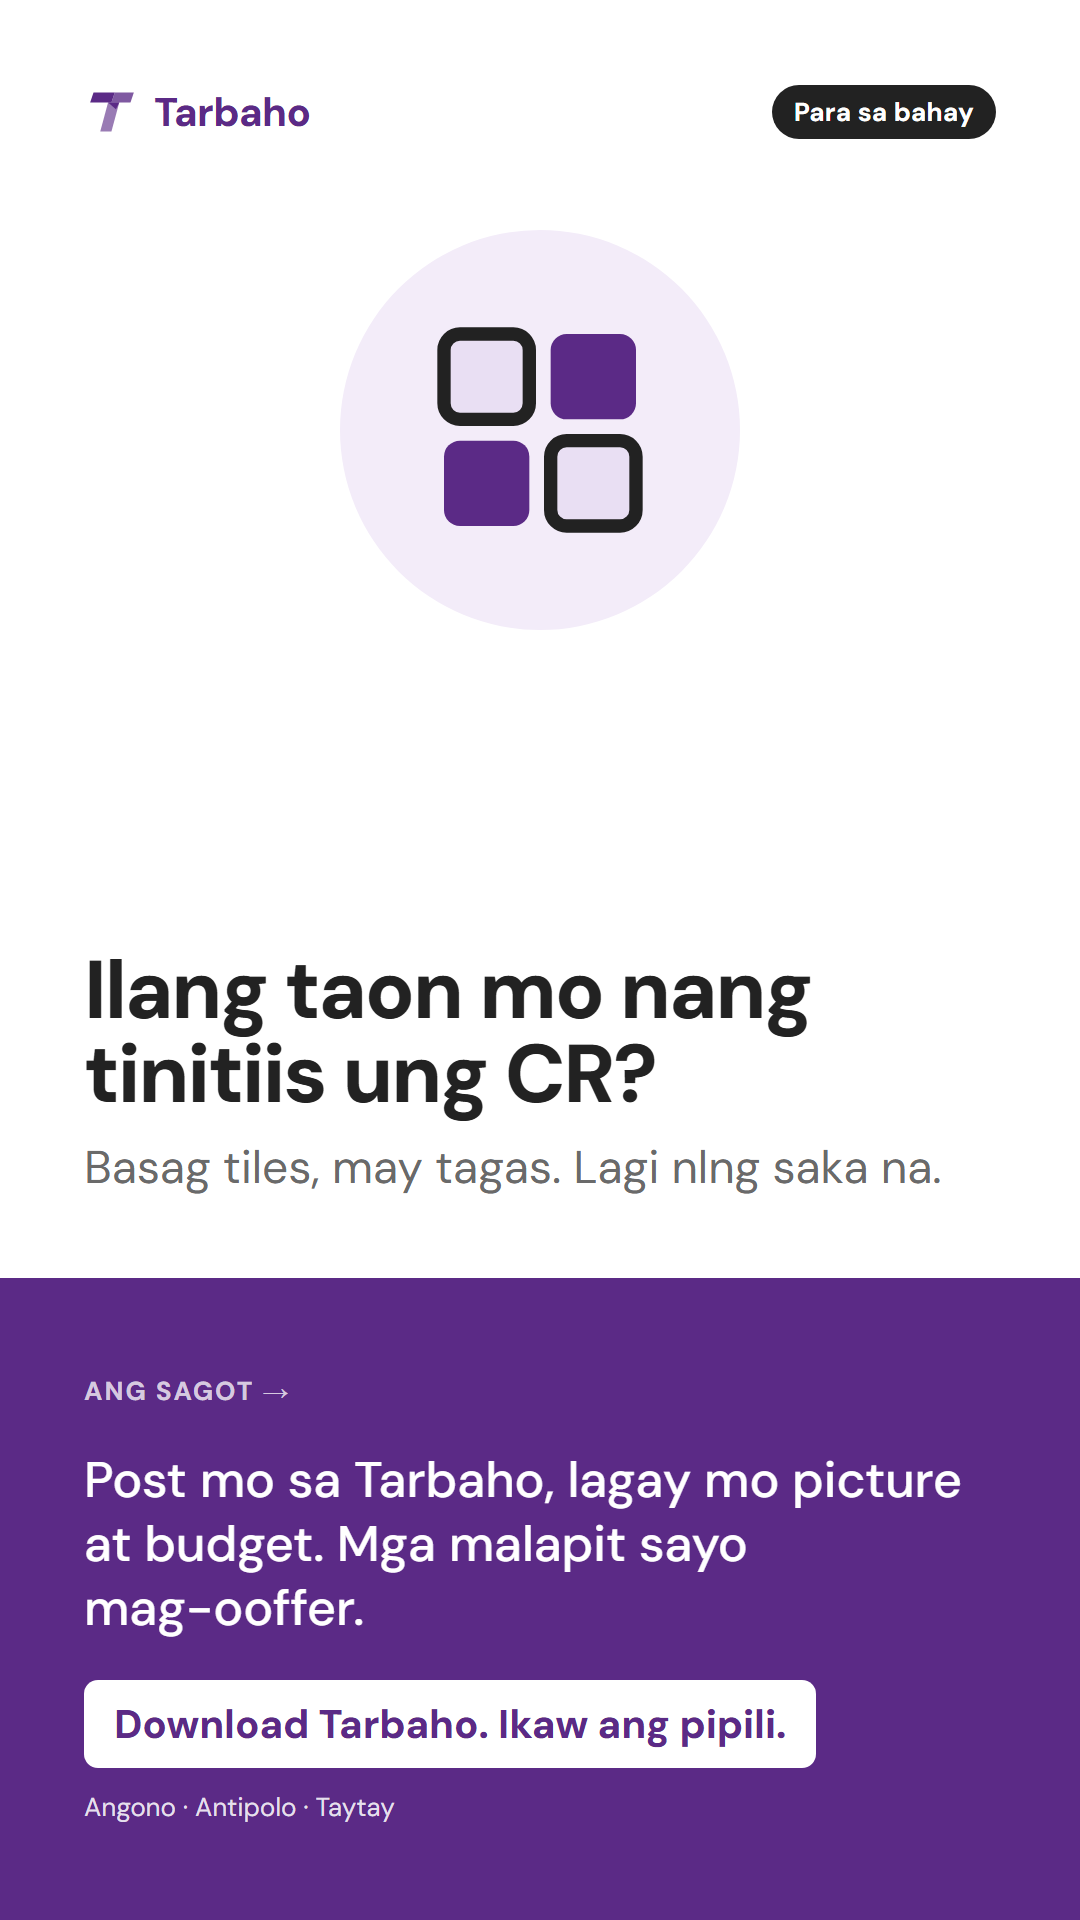 Tarbaho
Para sa bahay
Ilang taon mo nang
tinitiis ung CR?
Basag tiles, may tagas. Lagi nlng saka na.
ANG SAGOT →
Post mo sa Tarbaho, lagay mo picture
at budget. Mga malapit sayo
mag-ooffer.
Download Tarbaho. Ikaw ang pipili.
Angono · Antipolo · Taytay